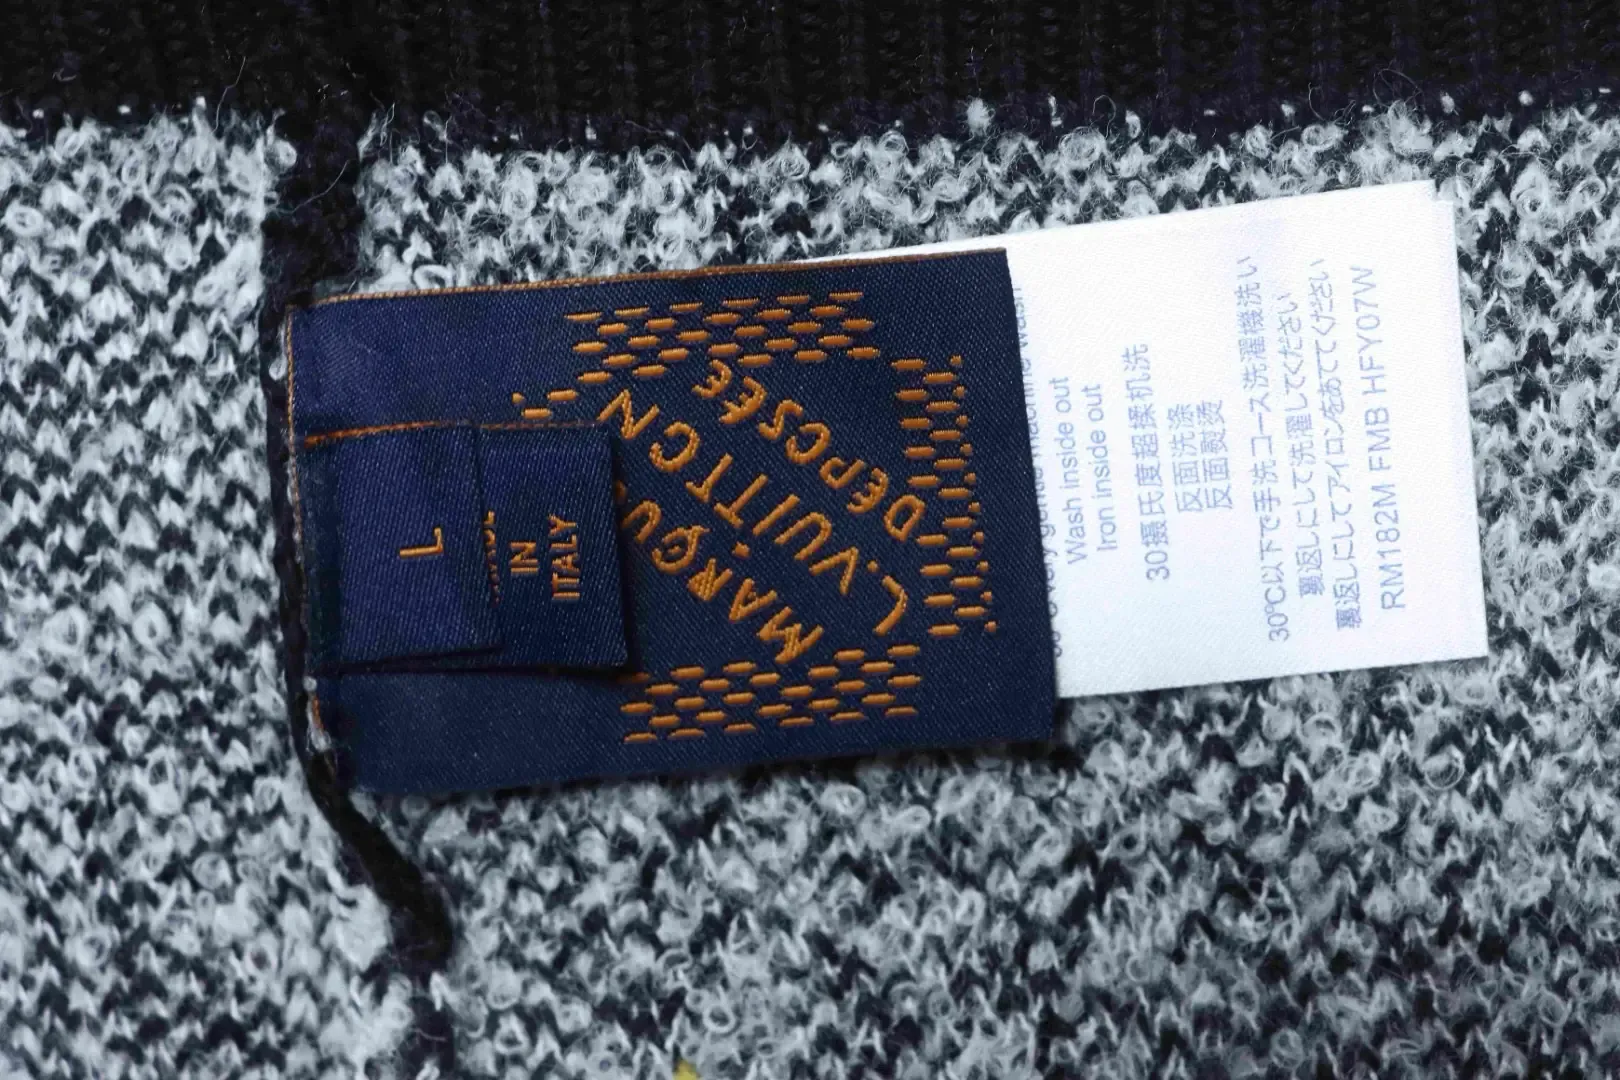 L
MADE
IN
ITALY
MARQUE
L.VUITTON
DÉPOSÉE
Wash inside out
Iron inside out
30摄氏度超揉机洗
反面洗涤
反面熨烫
30℃以下で手洗コース洗濯機洗い
裏返しにして洗濯してください
裏返しにしてアイロンをあててください
RM182M FMB HFY07W